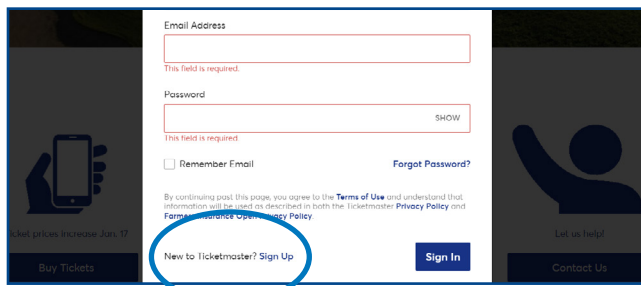 Email Address
This field is required.
Password
SHOW
This field is required.
Remember Email
Forgot Password?
By continuing past this page, you agree to the Terms of Use and understand that
information will be used as described in both the Ticketmaster Privacy Policy and
Farmers Insurance Open Privacy Policy.
New to Ticketmaster? Sign Up
Sign In
icket prices increase Jan. 17
Buy Tickets
Let us help!
Contact Us